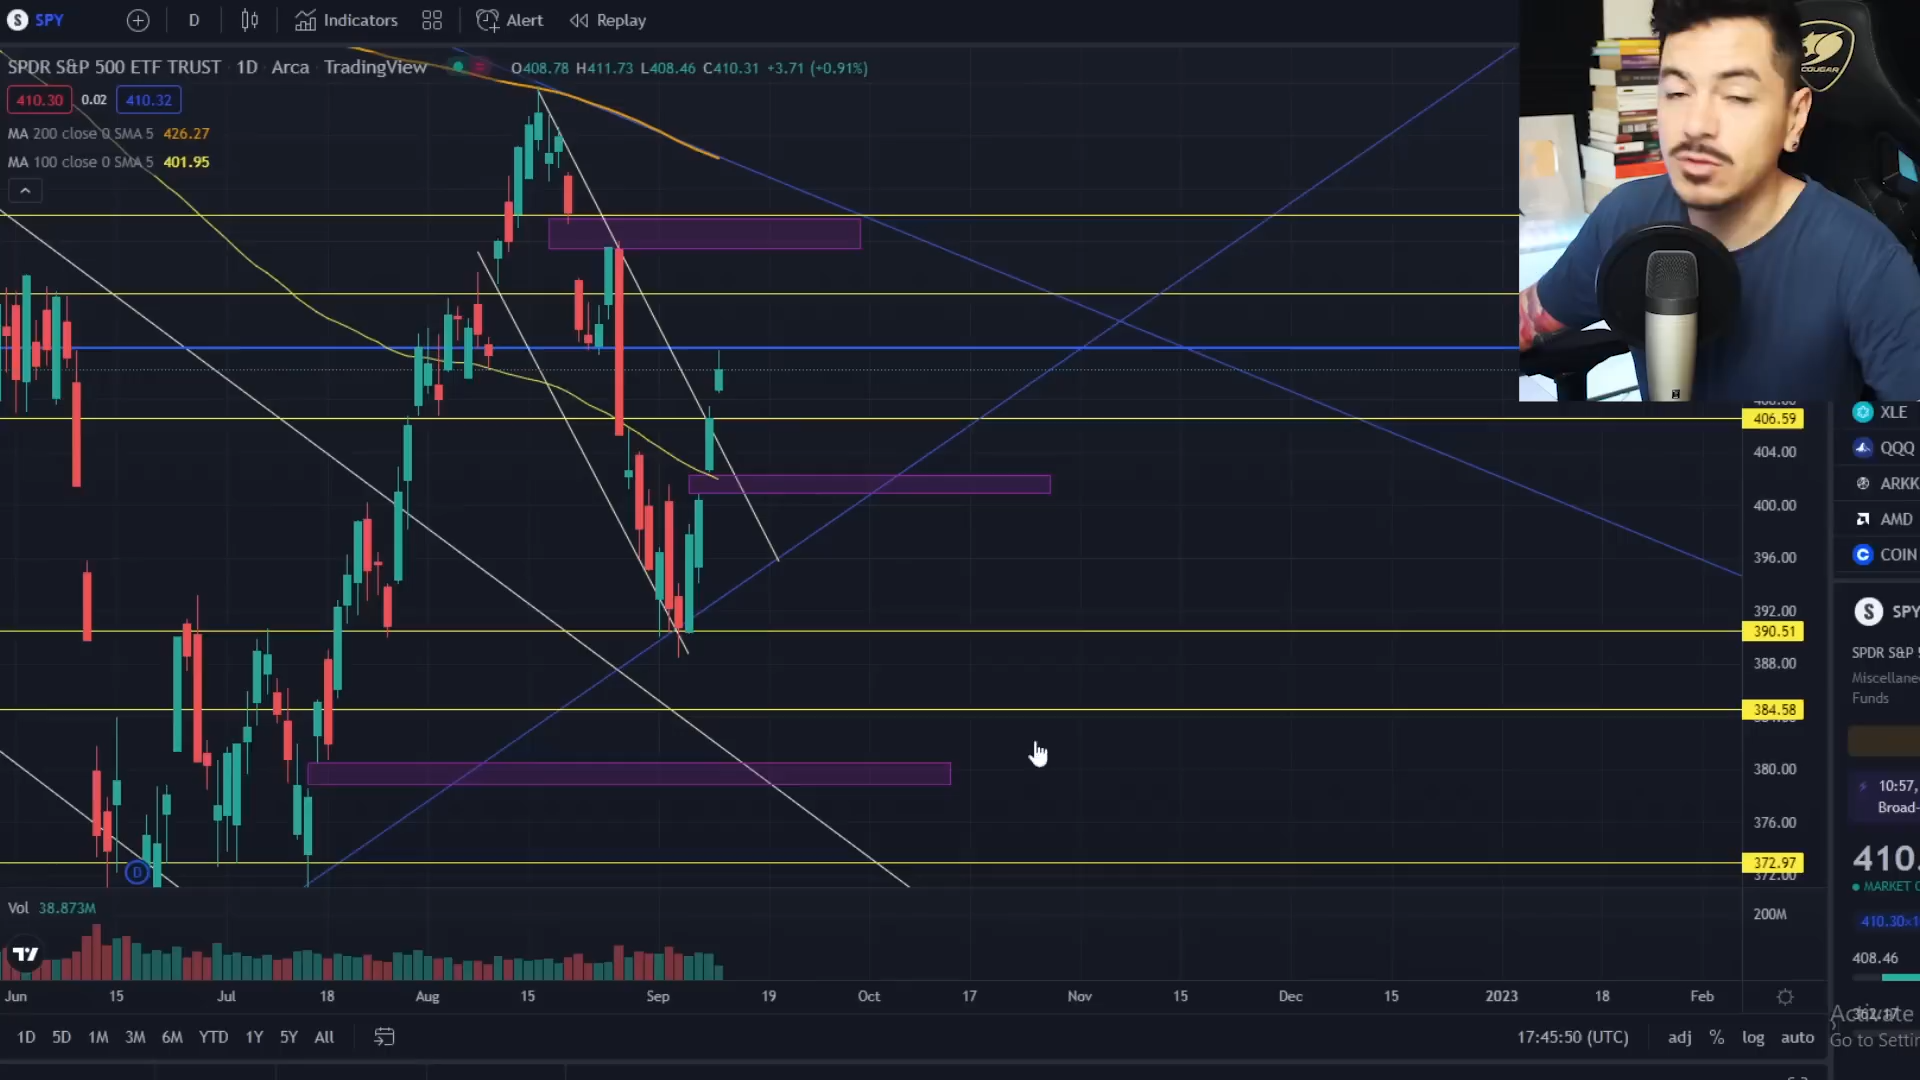 S SPY D Indicators Alert Replay
SPDR S&P 500 ETF TRUST · 1D · Arca · TradingView O408.78 H411.73 L408.46 C410.31 +3.71 (+0.91%)
410.30 0.02 410.32
MA 200 close 0 SMA 5 426.27
MA 100 close 0 SMA 5 401.95
COUGAR
406.59
404.00
400.00
396.00
392.00
390.51
388.00
384.58
380.00
376.00
372.97
372.00
XLE
QQQ
ARKK
AMD
C COIN
S SPY
SPDR S&P 5
Miscellane
Funds
10:57,
Broad-
410.
MARKET
410.30×1
408.46
362.17
Activate
Go to Settin
D
Vol 38.873M
200M
Jun 15 Jul 18 Aug 15 Sep 19 Oct 17 Nov 15 Dec 15 2023 18 Feb
1D 5D 1M 3M 6M YTD 1Y 5Y All 17:45:50 (UTC) adj % log auto